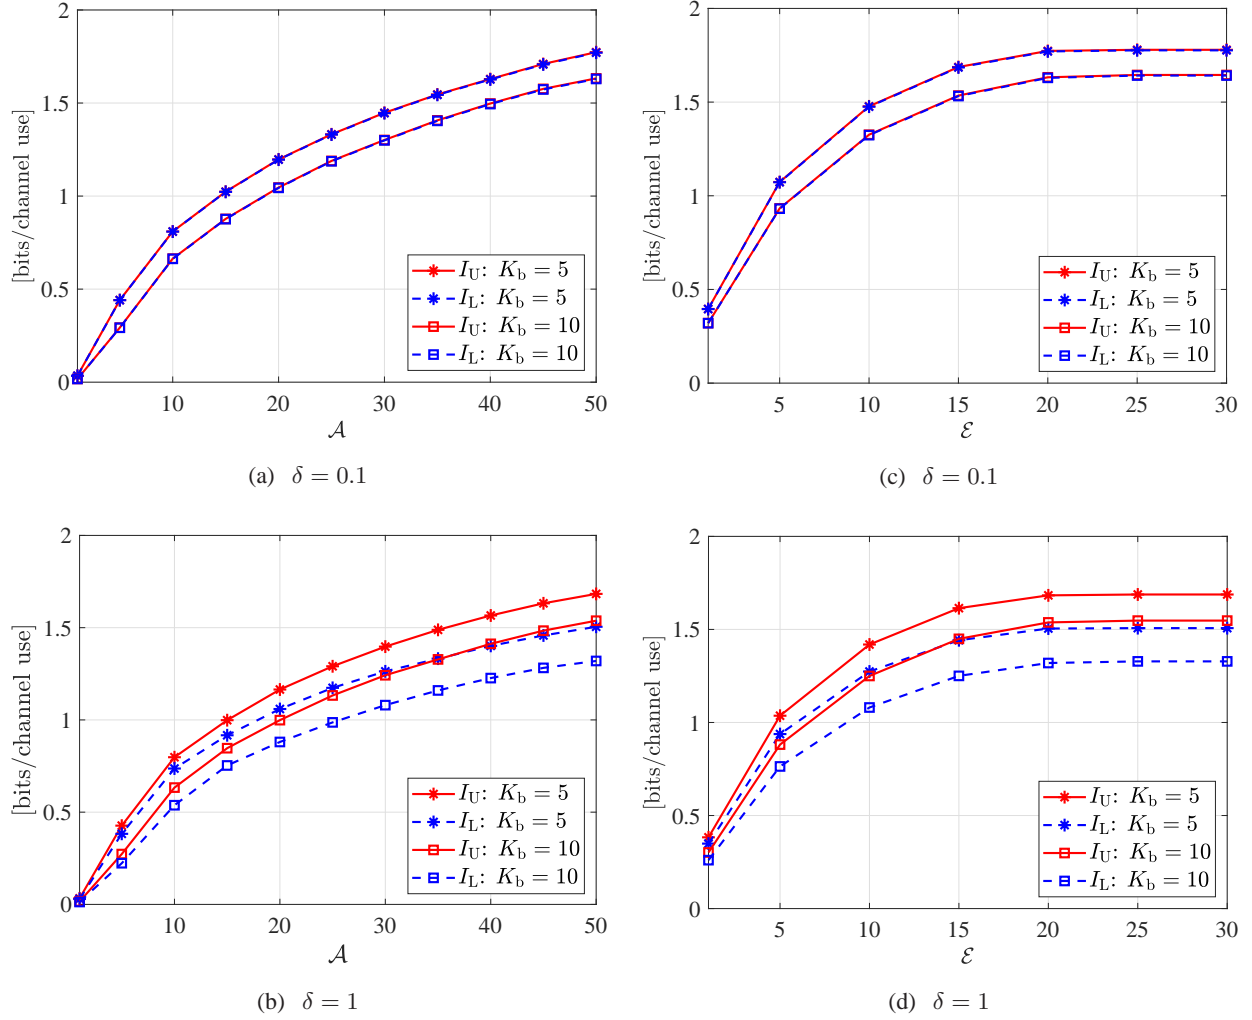 [bits/channel use]
2
1.5
1
0.5
0
10
20
30
40
50
𝒜
I_U: K_b = 5
I_L: K_b = 5
I_U: K_b = 10
I_L: K_b = 10
(a) δ = 0.1
[bits/channel use]
2
1.5
1
0.5
0
5
10
15
20
25
30
ℰ
I_U: K_b = 5
I_L: K_b = 5
I_U: K_b = 10
I_L: K_b = 10
(c) δ = 0.1
[bits/channel use]
2
1.5
1
0.5
0
10
20
30
40
50
𝒜
I_U: K_b = 5
I_L: K_b = 5
I_U: K_b = 10
I_L: K_b = 10
(b) δ = 1
[bits/channel use]
2
1.5
1
0.5
0
5
10
15
20
25
30
ℰ
I_U: K_b = 5
I_L: K_b = 5
I_U: K_b = 10
I_L: K_b = 10
(d) δ = 1